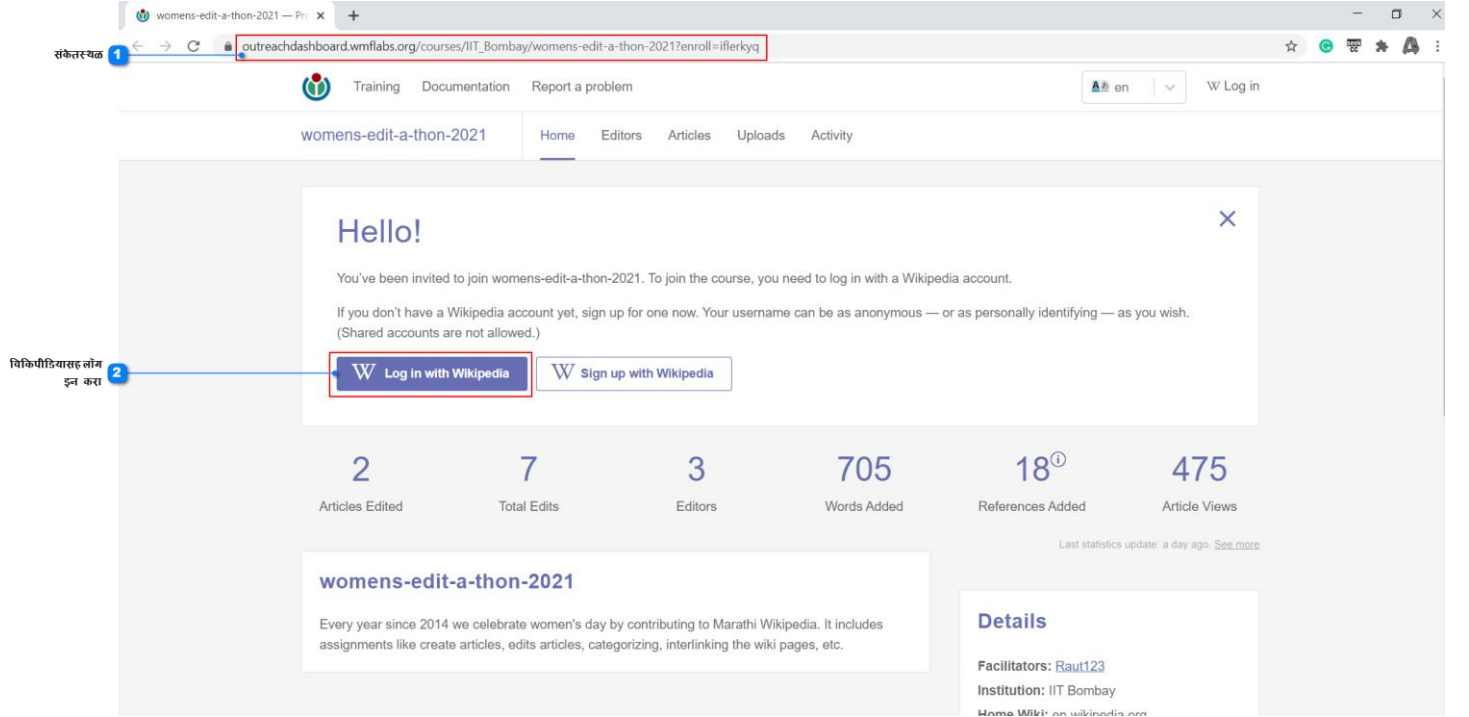 womens-edit-a-thon-2021 — Pr
outreachdashboard.wmflabs.org/courses/IIT_Bombay/womens-edit-a-thon-2021?enroll=iflerkyq
संकेतस्थळ 1
Training Documentation Report a problem en W Log in
womens-edit-a-thon-2021 Home Editors Articles Uploads Activity
Hello!
You've been invited to join womens-edit-a-thon-2021. To join the course, you need to log in with a Wikipedia account.
If you don't have a Wikipedia account yet, sign up for one now. Your username can be as anonymous — or as personally identifying — as you wish.
(Shared accounts are not allowed.)
विकिपीडियासह लॉग
इन करा
2
W Log in with Wikipedia W Sign up with Wikipedia
2 7 3 705 18 475
Articles Edited Total Edits Editors Words Added References Added Article Views
Last statistics update: a day ago. See more
womens-edit-a-thon-2021
Every year since 2014 we celebrate women's day by contributing to Marathi Wikipedia. It includes
assignments like create articles, edits articles, categorizing, interlinking the wiki pages, etc.
Details
Facilitators: Raut123
Institution: IIT Bombay
Home Wiki: en.wikipedia.org